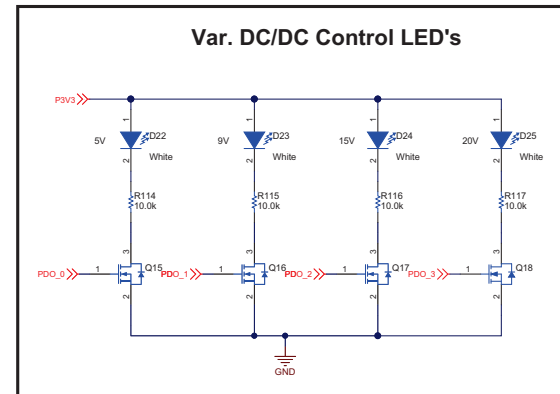 Var. DC/DC Control LED's
P3V3
1 1 1 1
5V D22 9V D23 15V D24 20V D25
2 White 2 White 2 White 2 White
R114 R115 R116 R117
10.0k 10.0k 10.0k 10.0k
3 3 3 3
PDO_0 1 Q15 PDO_1 1 Q16 PDO_2 1 Q17 PDO_3 1 Q18
2 2 2 2
GND